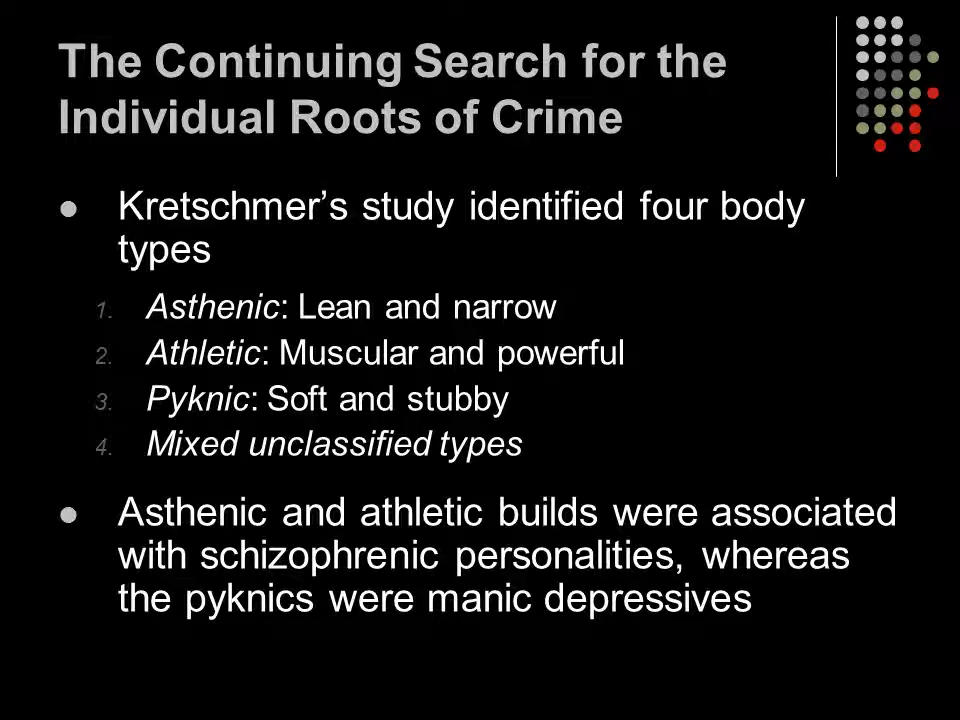 The Continuing Search for the
Individual Roots of Crime
● Kretschmer’s study identified four body
types
1. Asthenic: Lean and narrow
2. Athletic: Muscular and powerful
3. Pyknic: Soft and stubby
4. Mixed unclassified types
● Asthenic and athletic builds were associated
with schizophrenic personalities, whereas
the pyknics were manic depressives